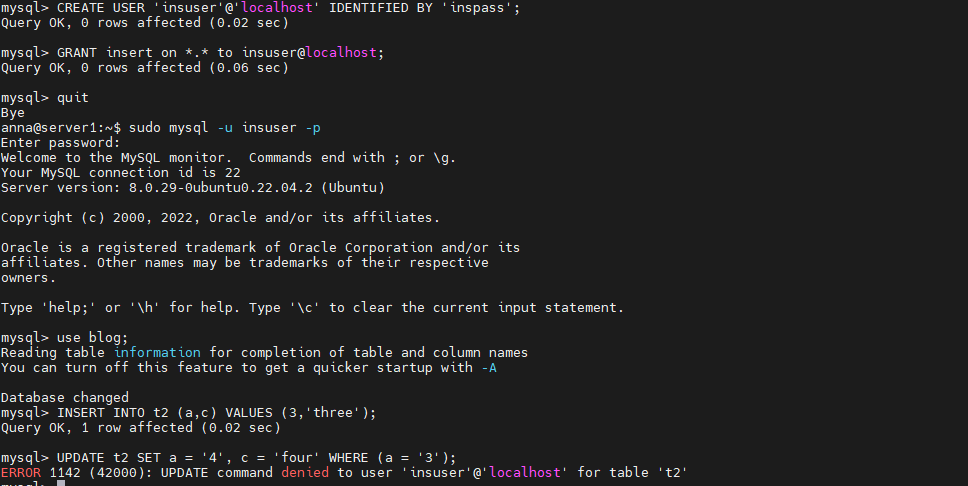 mysql> CREATE USER 'insuser'@'localhost' IDENTIFIED BY 'inspass';
Query OK, 0 rows affected (0.02 sec)
mysql> GRANT insert on *.* to insuser@localhost;
Query OK, 0 rows affected (0.06 sec)
mysql> quit
Bye
anna@server1:~$ sudo mysql -u insuser -p
Enter password:
Welcome to the MySQL monitor.  Commands end with ; or \g.
Your MySQL connection id is 22
Server version: 8.0.29-0ubuntu0.22.04.2 (Ubuntu)
Copyright (c) 2000, 2022, Oracle and/or its affiliates.
Oracle is a registered trademark of Oracle Corporation and/or its
affiliates. Other names may be trademarks of their respective
owners.
Type 'help;' or '\h' for help. Type '\c' to clear the current input statement.
mysql> use blog;
Reading table information for completion of table and column names
You can turn off this feature to get a quicker startup with -A
Database changed
mysql> INSERT INTO t2 (a,c) VALUES (3,'three');
Query OK, 1 row affected (0.02 sec)
mysql> UPDATE t2 SET a = '4', c = 'four' WHERE (a = '3');
ERROR 1142 (42000): UPDATE command denied to user 'insuser'@'localhost' for table 't2'